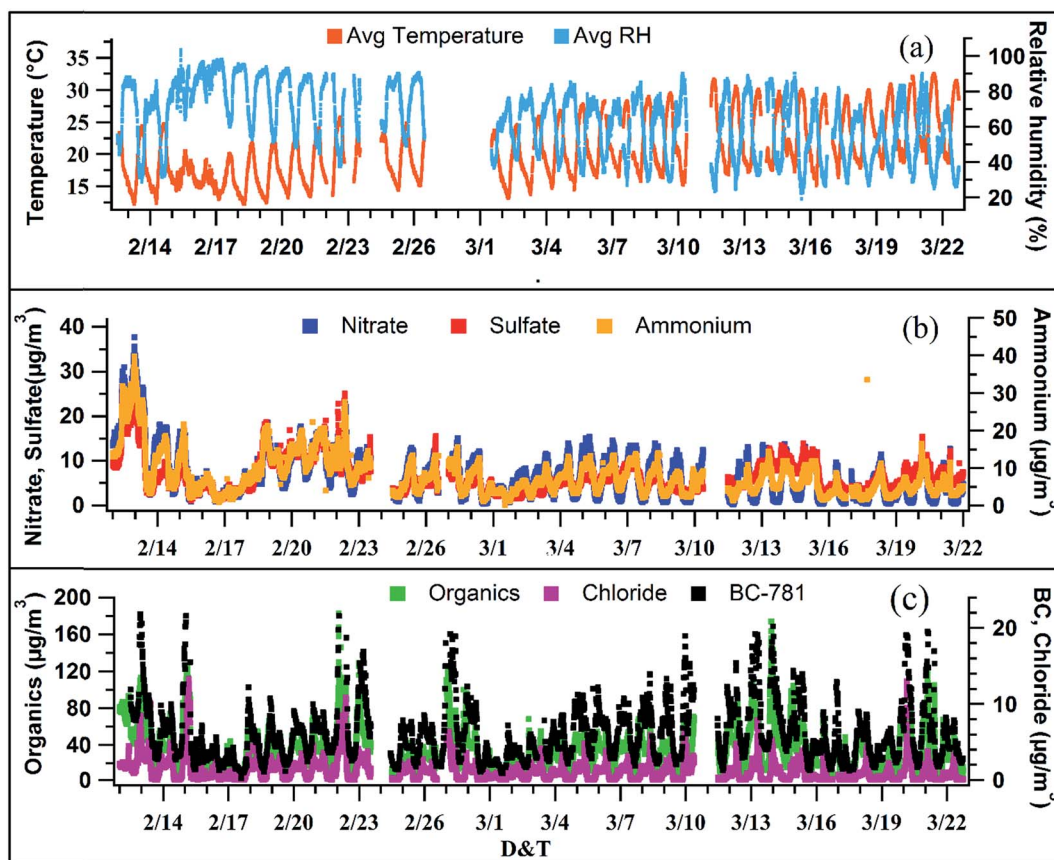 Avg Temperature Avg RH (a)
Temperature (°C)
35
30
25
20
15
Relative humidity (%)
100
80
60
40
20
2/14 2/17 2/20 2/23 2/26 3/1 3/4 3/7 3/10 3/13 3/16 3/19 3/22
Nitrate Sulfate Ammonium (b)
Nitrate, Sulfate(µg/m³)
40
30
20
10
0
Ammonium (µg/m³)
50
40
30
20
10
0
2/14 2/17 2/20 2/23 2/26 3/1 3/4 3/7 3/10 3/13 3/16 3/19 3/22
Organics Chloride BC-781 (c)
Organics (µg/m³)
200
160
120
80
40
0
BC, Chloride (µg/m³)
20
10
0
2/14 2/17 2/20 2/23 2/26 3/1 3/4 3/7 3/10 3/13 3/16 3/19 3/22
D&T